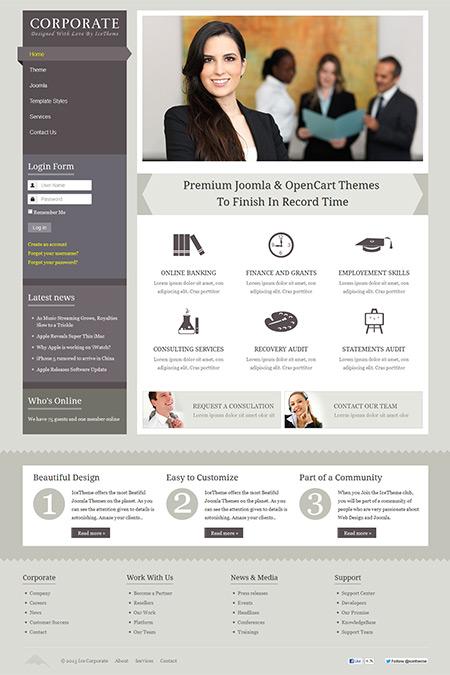 CORPORATE
Designed With Love By IceTheme
Home
Theme
Joomla
Template Styles
Services
Contact Us
Login Form
User Name
Password
Remember Me
Log in
Create an account
Forgot your username?
Forgot your password?
Latest news
As Music Streaming Grows, Royalties
Slow to a Trickle
Apple Reveals Super Thin iMac
Why Apple is working on iWatch?
iPhone 5 rumored to arrive in China
Apple Releases Software Update
Who's Online
We have 75 guests and one member online
Premium Joomla & OpenCart Themes
To Finish In Record Time
ONLINE BANKING
Lorem ipsum dolor sit amet, con
adipiscing elit. Cras porttitor
FINANCE AND GRANTS
Lorem ipsum dolor sit amet, con
adipiscing elit. Cras porttitor
EMPLOYEMENT SKILLS
Lorem ipsum dolor sit amet, con
adipiscing elit. Cras porttitor
CONSULTING SERVICES
Lorem ipsum dolor sit amet, con
adipiscing elit. Cras porttitor
RECOVERY AUDIT
Lorem ipsum dolor sit amet, con
adipiscing elit. Cras porttitor
STATEMENTS AUDIT
Lorem ipsum dolor sit amet, con
adipiscing elit. Cras porttitor
REQUEST A CONSULATION
Lorem ipsum dolor sit amet
CONTACT OUR TEAM
Lorem ipsum dolor sit amet
Beautiful Design
1
IceTheme offers the most Beatiful
Joomla Themes on the planet. As you
can see the attention given to details is
astonishing. Amaze your clients..
Read more »
Easy to Customize
2
IceTheme offers the most Beatiful
Joomla Themes on the planet. As you
can see the attention given to details is
astonishing. Amaze your clients..
Read more »
Part of a Community
3
When you Join the IceTheme club,
you will be part of a community of
people who are very passionate about
Web Design and Joomla.
Read more »
Corporate
Company
Careers
News
Customer Success
Contact
Work With Us
Become a Partner
Resellers
Our Work
Platform
Our Team
News & Media
Press releases
Events
Headlines
Conferences
Trainings
Support
Support Center
Developers
Our Promise
KnowledgeBase
Support Team
© 2013 Ice Corporate
About
Services
Contact
Like
Follow @icetheme